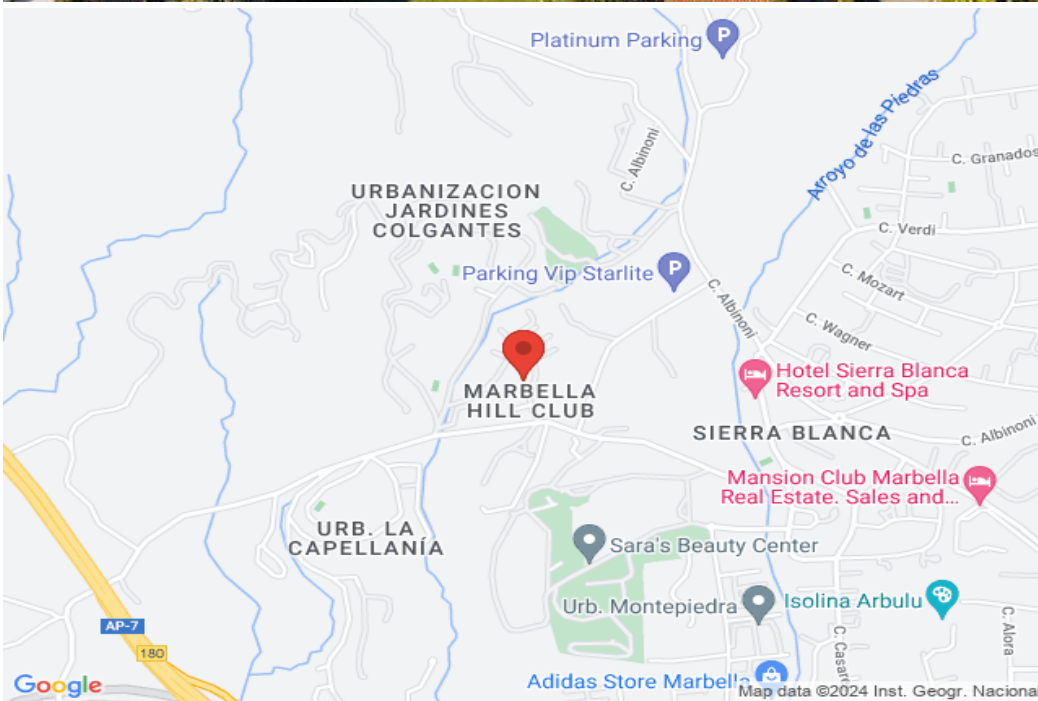 Platinum Parking
P
Arroyo de las Piedras
C. Granados
C. Albinoni
URBANIZACION
JARDINES
COLGANTES
C. Verdi
Parking Vip Starlite
P
C. Mozart
C. Albinoni
C. Wagner
Hotel Sierra Blanca
Resort and Spa
MARBELLA
HILL CLUB
SIERRA BLANCA
C. Albinoni
Mansion Club Marbella
Real Estate. Sales and...
URB. LA
CAPELLANÍA
Sara's Beauty Center
Urb. Montepiedra
Isolina Arbulu
AP-7
C. Alora
C. Casare
180
Google
Adidas Store Marbella
Map data ©2024 Inst. Geogr. Nacional